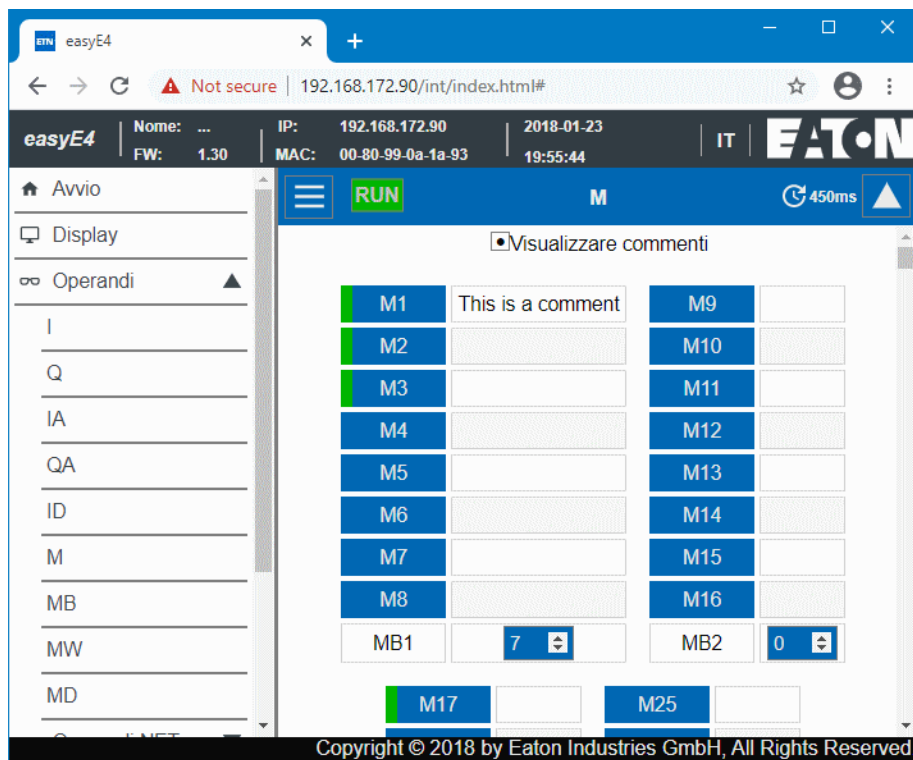 ETN easyE4
Not secure 192.168.172.90/int/index.html#
easyE4 Nome: ... IP: 192.168.172.90 2018-01-23 IT EATON
FW: 1.30 MAC: 00-80-99-0a-1a-93 19:55:44
Avvio
Display
Operandi
I
Q
IA
QA
ID
M
MB
MW
MD
RUN M 450ms
Visualizzare commenti
M1 This is a comment M9
M2 M10
M3 M11
M4 M12
M5 M13
M6 M14
M7 M15
M8 M16
MB1 7 MB2 0
M17 M25
Copyright © 2018 by Eaton Industries GmbH, All Rights Reserved